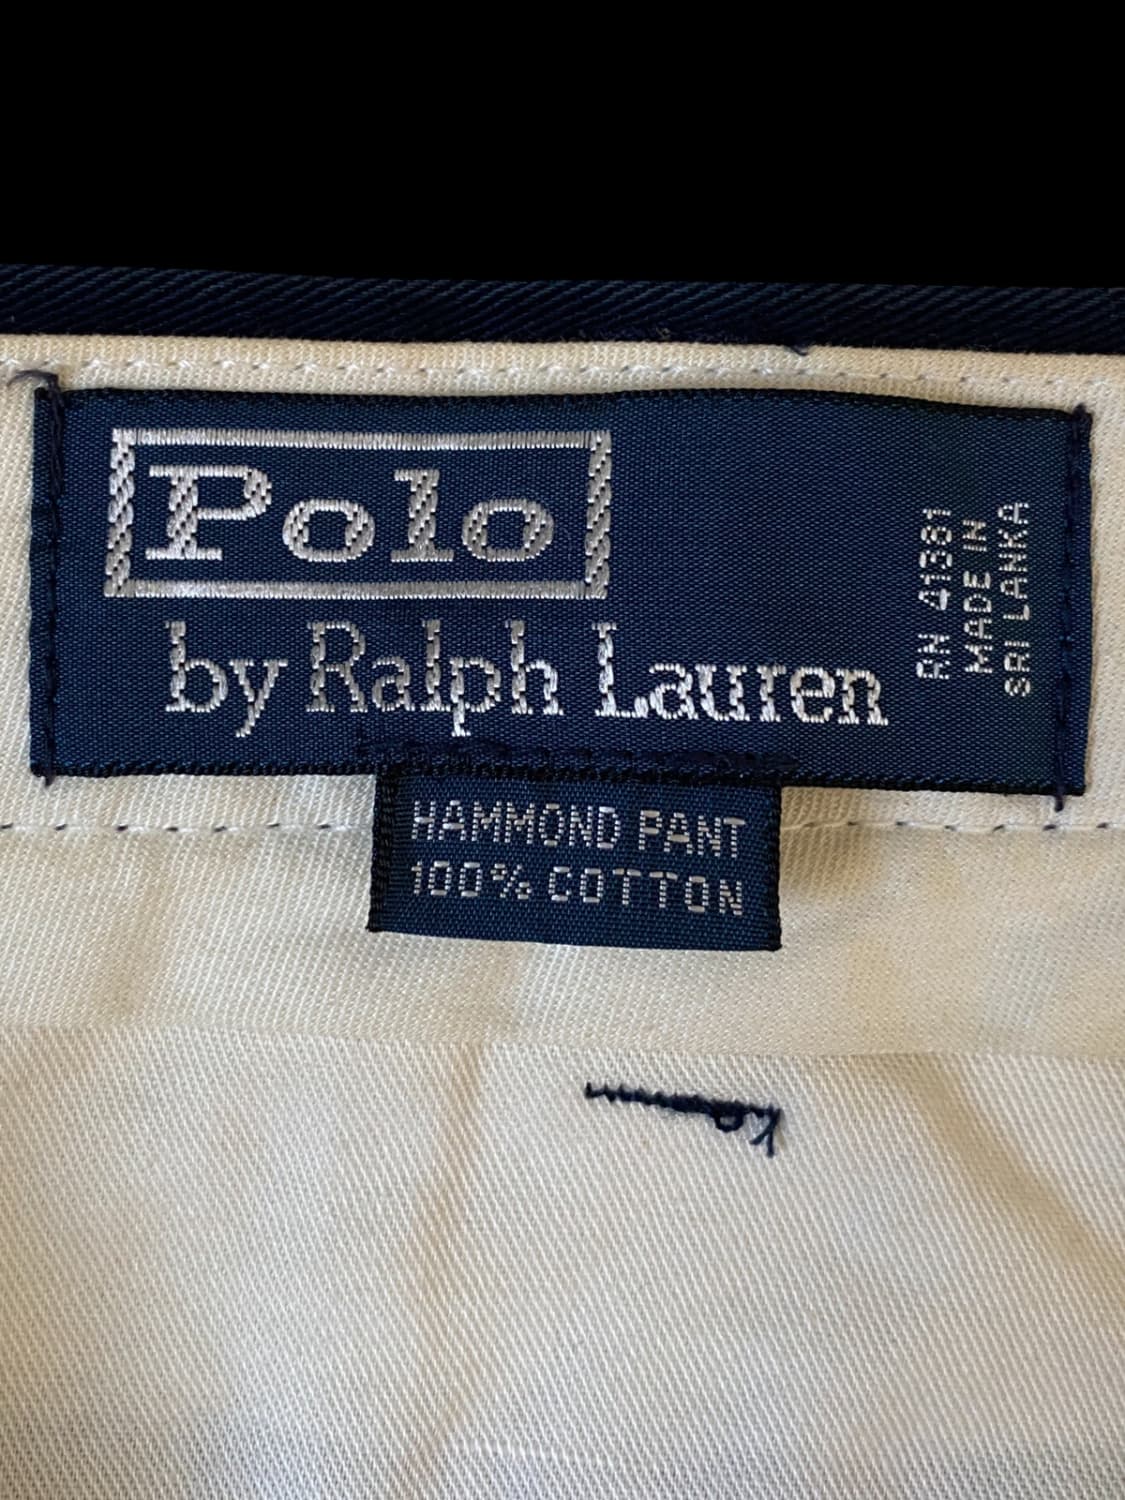 Polo
by Ralph Lauren
RN 41381
MADE IN
SRI LANKA
HAMMOND PANT
100% COTTON